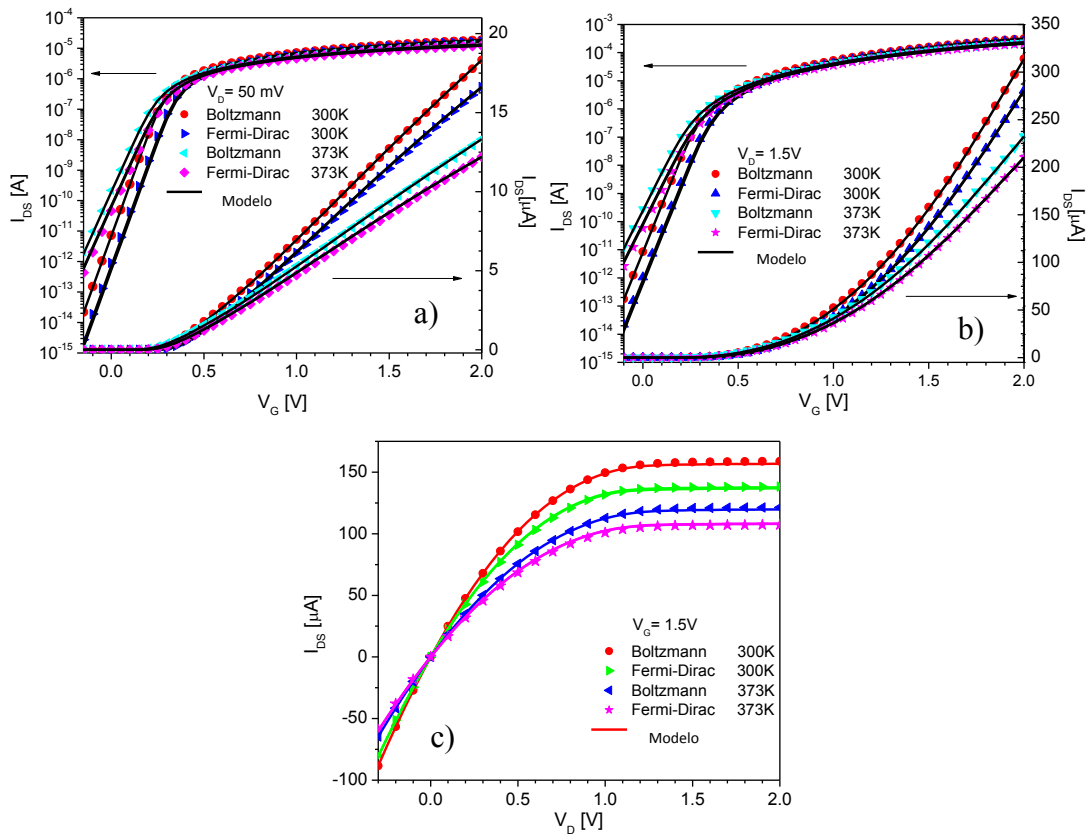 10⁻³
10⁻⁴
10⁻⁵
10⁻⁶
10⁻⁷
10⁻⁸
10⁻⁹
10⁻¹⁰
10⁻¹¹
10⁻¹²
10⁻¹³
10⁻¹⁴
10⁻¹⁵
I_DS [A]
V_D= 50 mV
Boltzmann 300K
Fermi-Dirac 300K
Boltzmann 373K
Fermi-Dirac 373K
Modelo
a)
20
15
10
5
0
I_DS [μA]
0.0 0.5 1.0 1.5 2.0
V_G [V]
10⁻³
10⁻⁴
10⁻⁵
10⁻⁶
10⁻⁷
10⁻⁸
10⁻⁹
10⁻¹⁰
10⁻¹¹
10⁻¹²
10⁻¹³
10⁻¹⁴
10⁻¹⁵
I_DS [A]
V_D= 1.5V
Boltzmann 300K
Fermi-Dirac 300K
Boltzmann 373K
Fermi-Dirac 373K
Modelo
b)
350
300
250
200
150
100
50
0
I_DS [μA]
0.0 0.5 1.0 1.5 2.0
V_G [V]
150
100
50
0
-50
-100
I_DS [μA]
V_G= 1.5V
Boltzmann 300K
Fermi-Dirac 300K
Boltzmann 373K
Fermi-Dirac 373K
Modelo
c)
0.0 0.5 1.0 1.5 2.0
V_D [V]